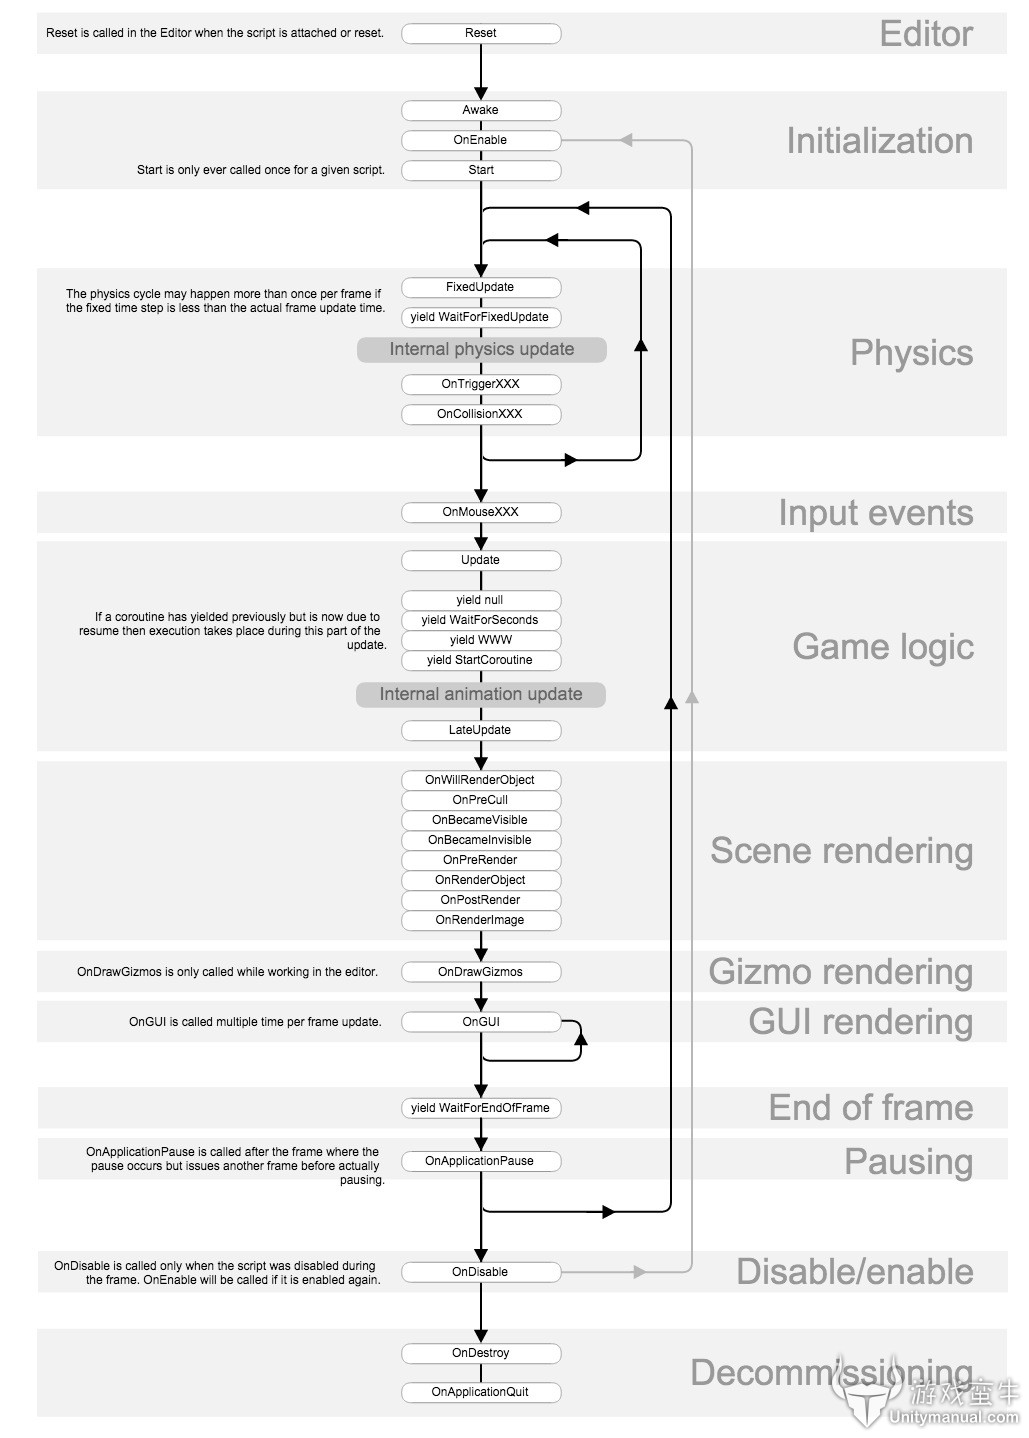 Reset is called in the Editor when the script is attached or reset.
Reset
Editor
Awake
OnEnable
Initialization
Start is only ever called once for a given script.
Start
The physics cycle may happen more than once per frame if
the fixed time step is less than the actual frame update time.
FixedUpdate
yield WaitForFixedUpdate
Internal physics update
Physics
OnTriggerXXX
OnCollisionXXX
OnMouseXXX
Input events
Update
If a coroutine has yielded previously but is now due to
resume then execution takes place during this part of the
update.
yield null
yield WaitForSeconds
yield WWW
yield StartCoroutine
Game logic
Internal animation update
LateUpdate
OnWillRenderObject
OnPreCull
OnBecameVisible
OnBecameInvisible
OnPreRender
OnRenderObject
OnPostRender
OnRenderImage
Scene rendering
OnDrawGizmos is only called while working in the editor.
OnDrawGizmos
Gizmo rendering
OnGUI is called multiple time per frame update.
OnGUI
GUI rendering
yield WaitForEndOfFrame
End of frame
OnApplicationPause is called after the frame where the
pause occurs but issues another frame before actually
pausing.
OnApplicationPause
Pausing
OnDisable is called only when the script was disabled during
the frame. OnEnable will be called if it is enabled again.
OnDisable
Disable/enable
OnDestroy
OnApplicationQuit
Decommissioning
游戏蛮牛
Unitymanual.com